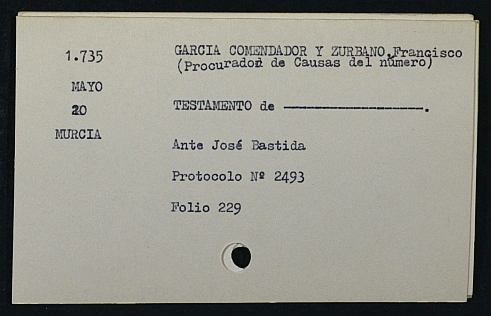 1.735
MAYO
20
MURCIA
GARCIA COMENDADOR Y ZURBANO,Francisco
(Procurador de Causas del número)
TESTAMENTO de ————————.
Ante José Bastida
Protocolo Nº 2493
Folio 229